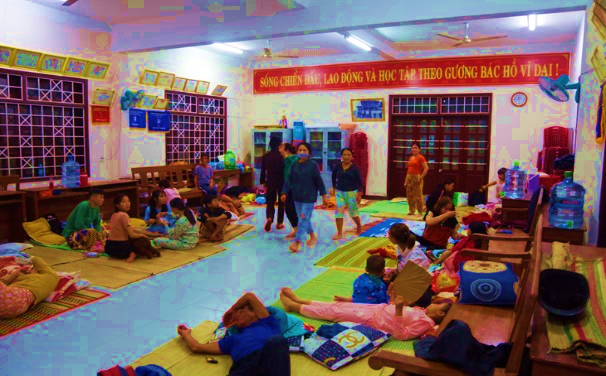 SỐNG CHIẾN ĐẤU, LAO ĐỘNG VÀ HỌC TẬP THEO GƯƠNG BÁC HỒ VĨ ĐẠI !